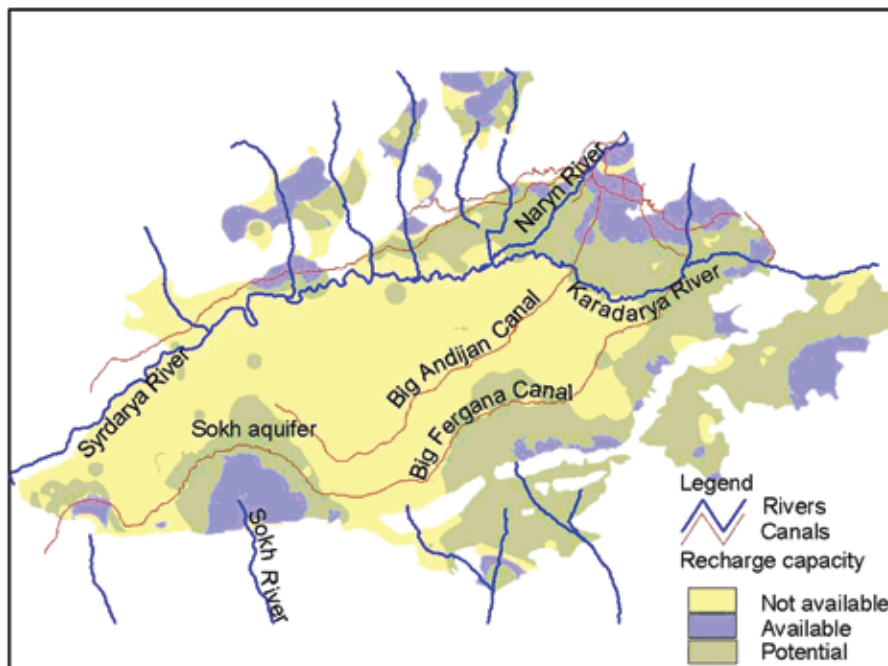 Naryn River
Karadarya River
Big Andijan Canal
Syrdarya River
Big Fergana Canal
Sokh aquifer
Sokh River
Legend
Rivers
Canals
Recharge capacity
Not available
Available
Potential